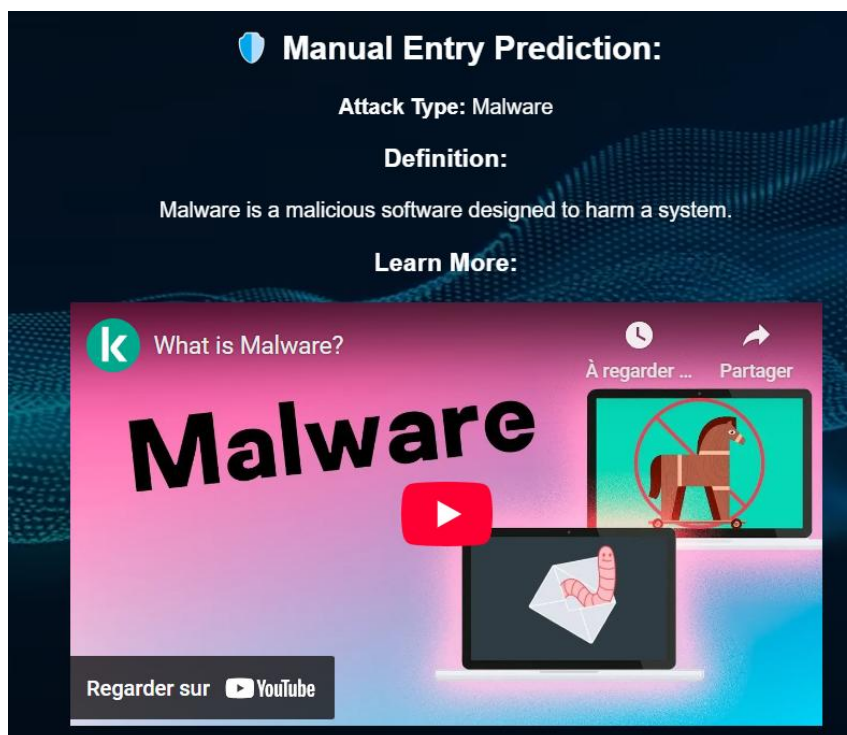 Manual Entry Prediction:
Attack Type: Malware
Definition:
Malware is a malicious software designed to harm a system.
Learn More:
k What is Malware?
À regarder ... Partager
Malware
Regarder sur YouTube